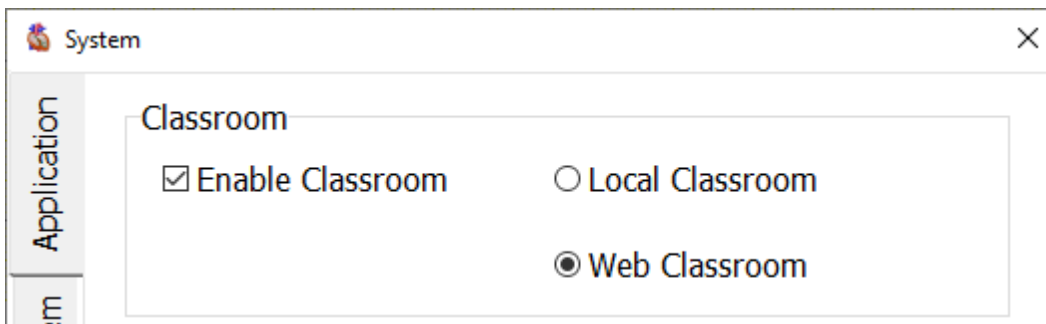 System
Application
Classroom
Enable Classroom
Local Classroom
Web Classroom